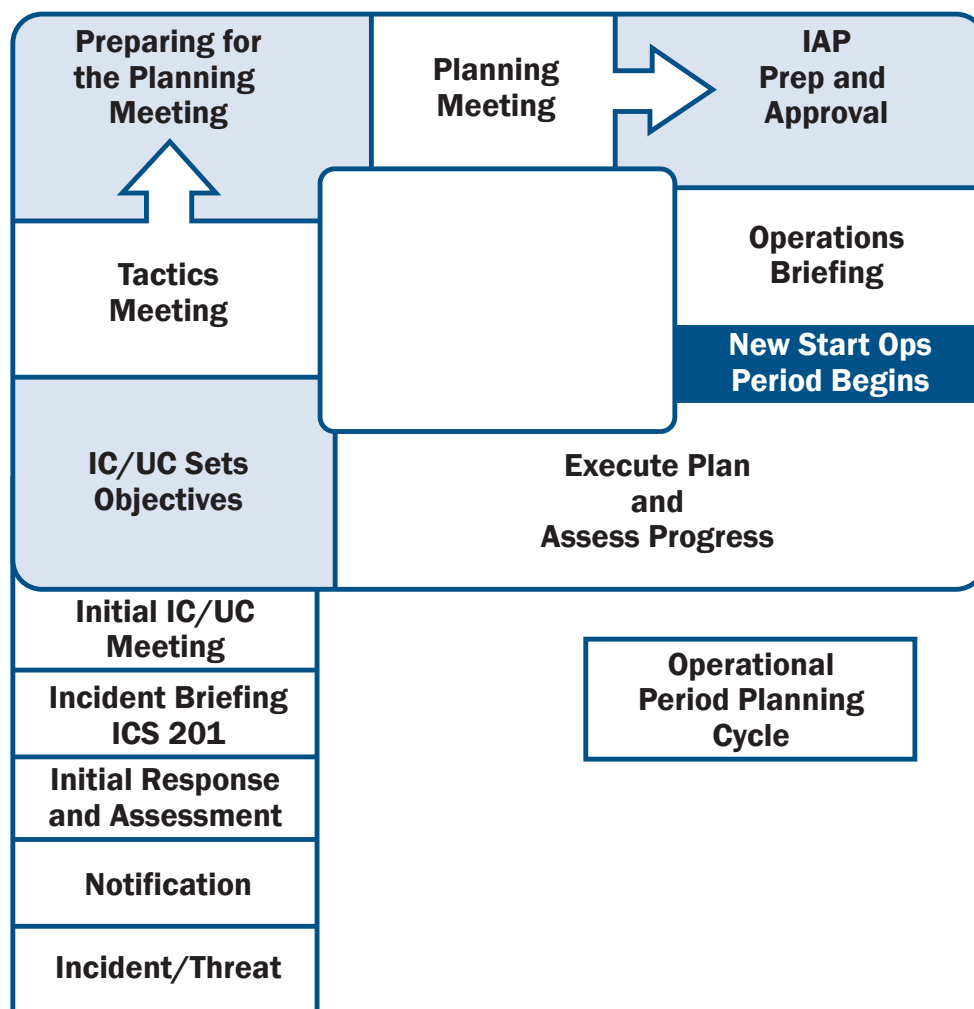 Preparing for
the Planning
Meeting
Planning
Meeting
IAP
Prep and
Approval
Tactics
Meeting
Operations
Briefing
New Start Ops
Period Begins
IC/UC Sets
Objectives
Execute Plan
and
Assess Progress
Initial IC/UC
Meeting
Incident Briefing
ICS 201
Initial Response
and Assessment
Notification
Incident/Threat
Operational
Period Planning
Cycle